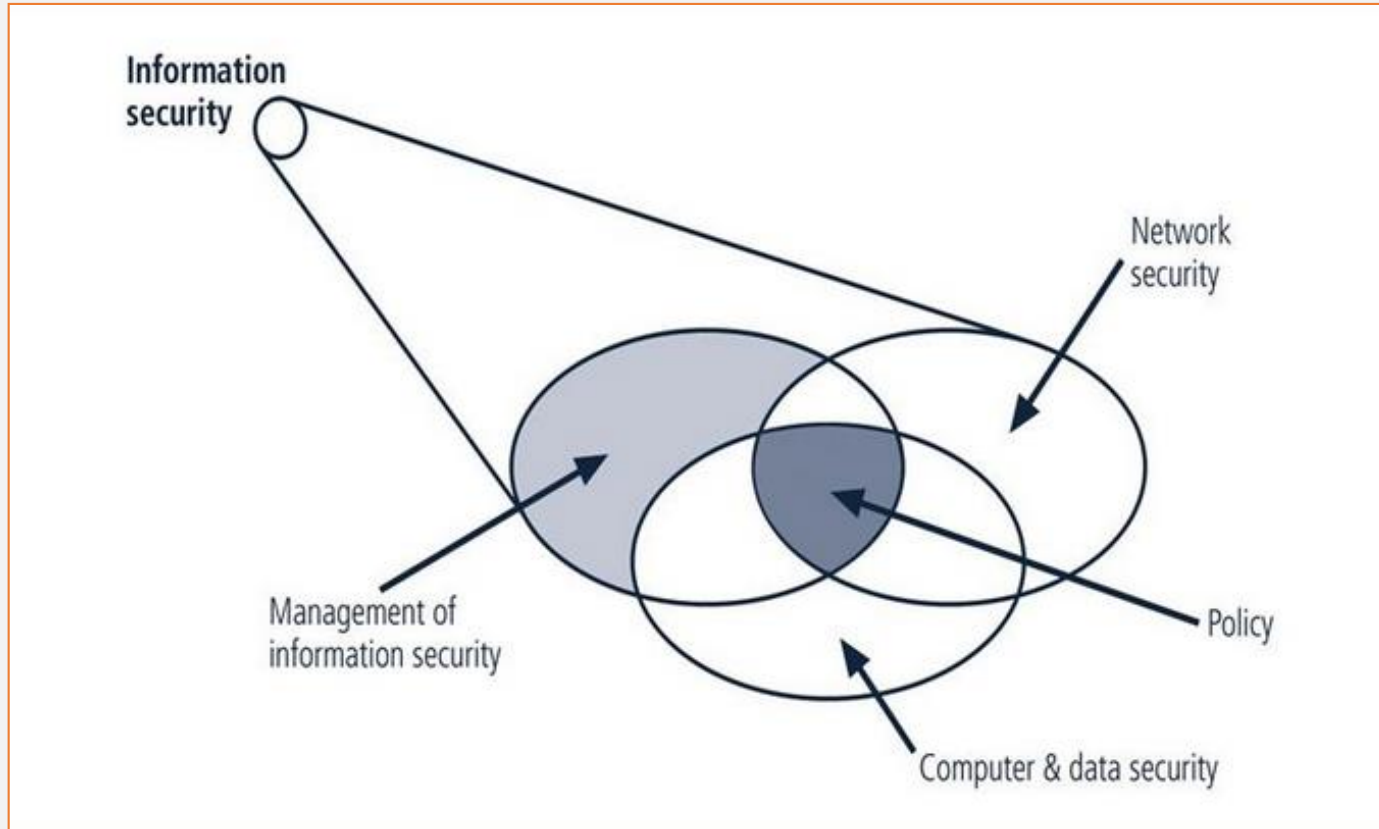 Information
security
Network
security
Management of
information security
Policy
Computer & data security